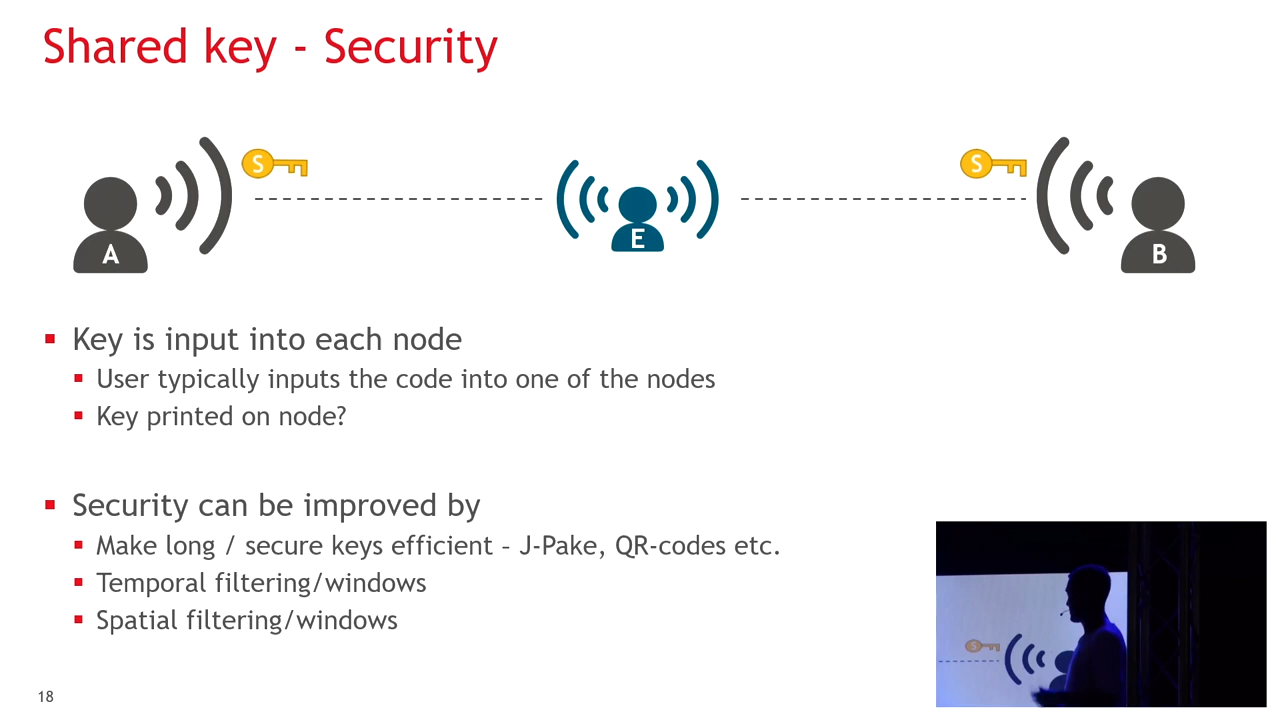 Shared key - Security
S
S
A
E
B
Key is input into each node
User typically inputs the code into one of the nodes
Key printed on node?
Security can be improved by
Make long / secure keys efficient – J-Pake, QR-codes etc.
Temporal filtering/windows
Spatial filtering/windows
18